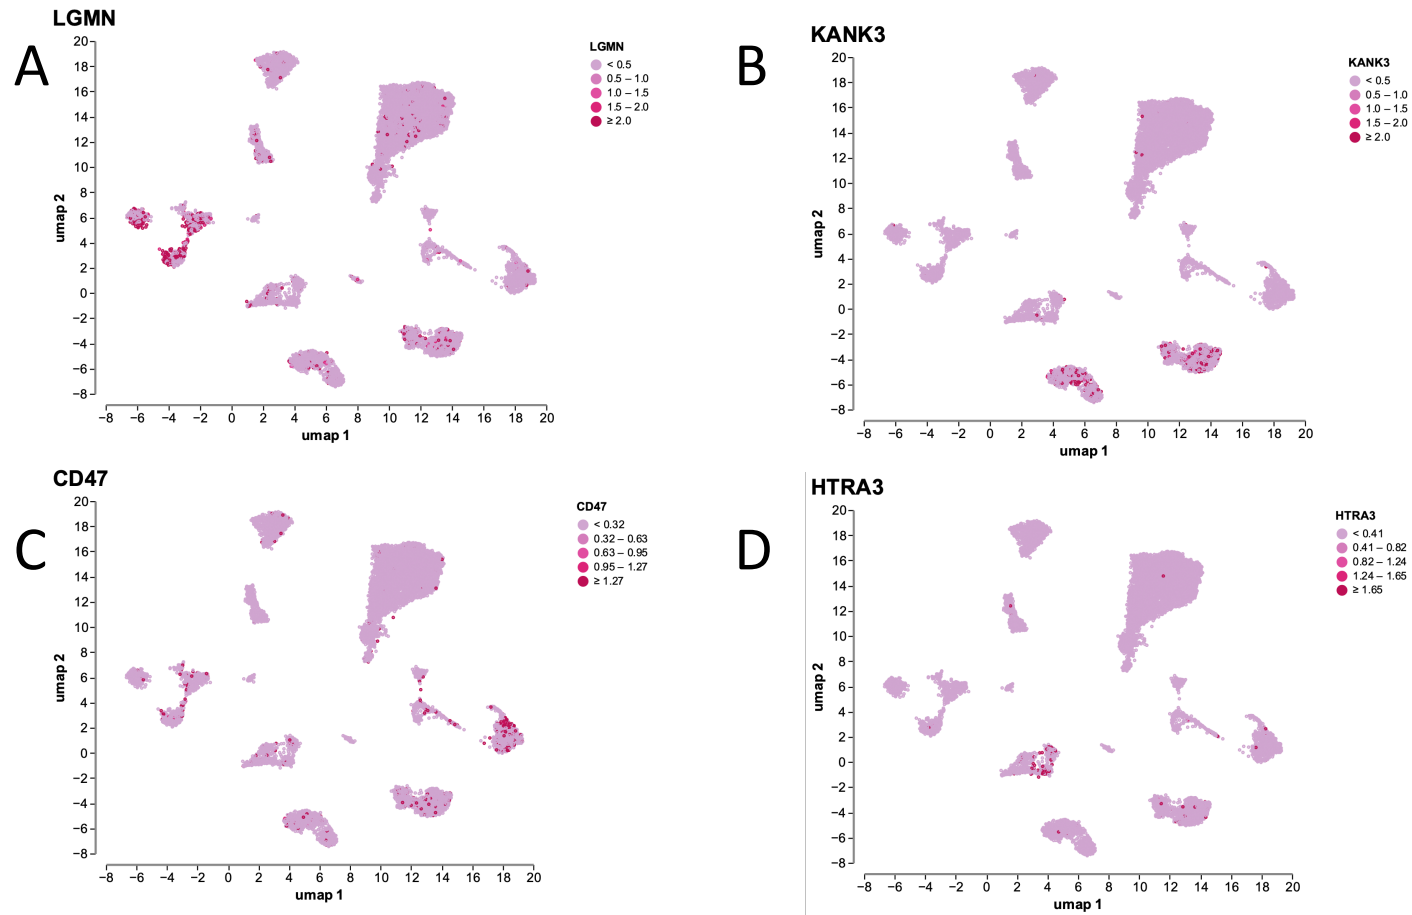 A
LGMN
20
18
16
14
12
10
8
6
4
2
0
−2
−4
−6
−8
umap 2
−8 −6 −4 −2 0 2 4 6 8 10 12 14 16 18 20
umap 1
LGMN
< 0.5
0.5 – 1.0
1.0 – 1.5
1.5 – 2.0
≥ 2.0
B
KANK3
20
18
16
14
12
10
8
6
4
2
0
−2
−4
−6
−8
umap 2
−8 −6 −4 −2 0 2 4 6 8 10 12 14 16 18 20
umap 1
KANK3
< 0.5
0.5 – 1.0
1.0 – 1.5
1.5 – 2.0
≥ 2.0
C
CD47
20
18
16
14
12
10
8
6
4
2
0
−2
−4
−6
−8
umap 2
−8 −6 −4 −2 0 2 4 6 8 10 12 14 16 18 20
umap 1
CD47
< 0.32
0.32 – 0.63
0.63 – 0.95
0.95 – 1.27
≥ 1.27
D
HTRA3
20
18
16
14
12
10
8
6
4
2
0
−2
−4
−6
−8
umap 2
−8 −6 −4 −2 0 2 4 6 8 10 12 14 16 18 20
umap 1
HTRA3
< 0.41
0.41 – 0.82
0.82 – 1.24
1.24 – 1.65
≥ 1.65